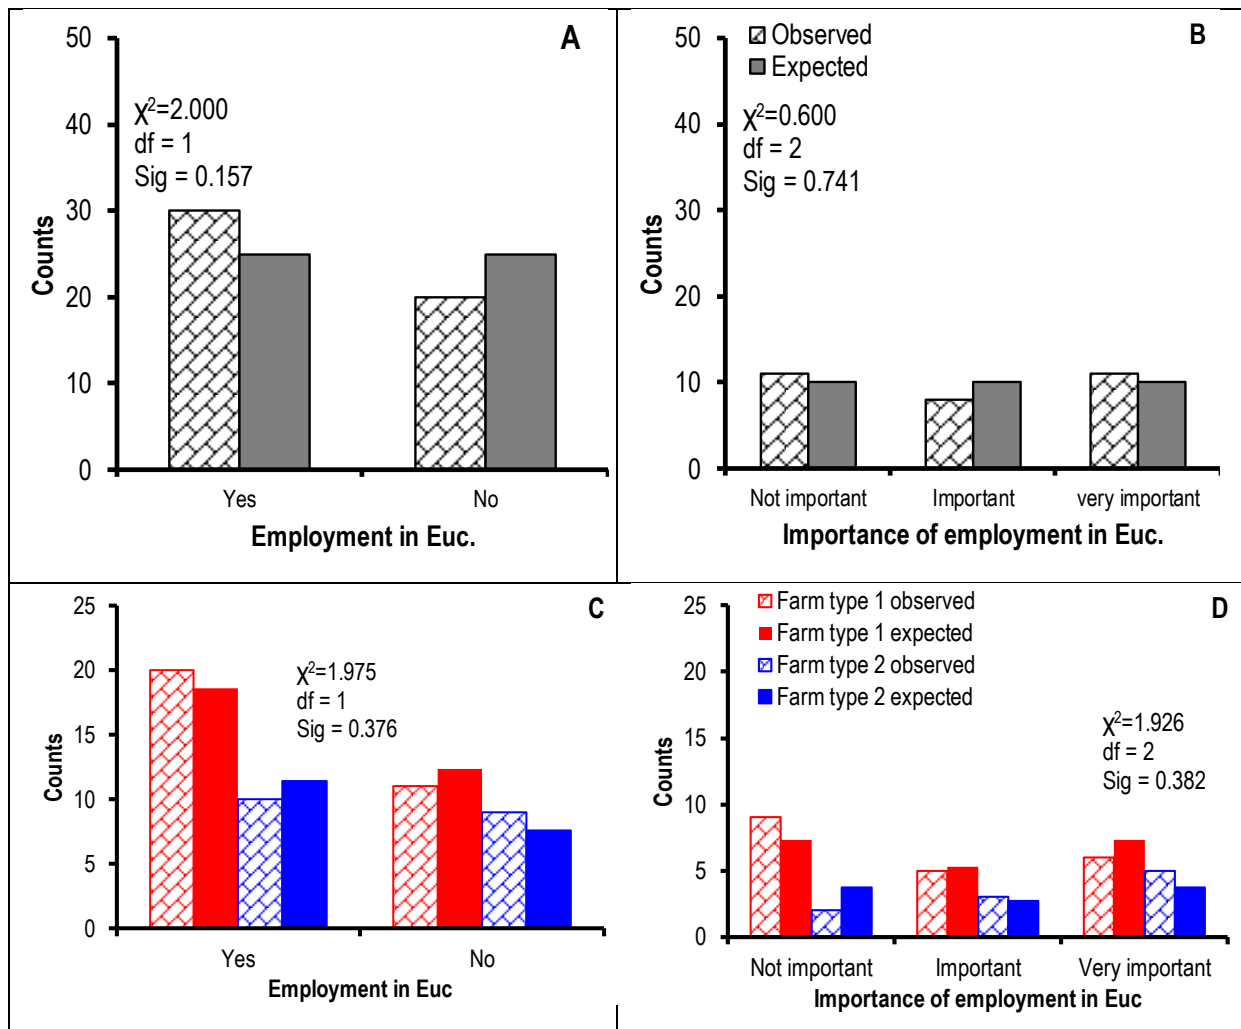 A
50
40
30
20
10
0
Counts
χ²=2.000
df = 1
Sig = 0.157
Yes No
Employment in Euc.
B
50
40
30
20
10
0
Counts
Observed
Expected
χ²=0.600
df = 2
Sig = 0.741
Not important Important very important
Importance of employment in Euc.
C
25
20
15
10
5
0
Counts
χ²=1.975
df = 1
Sig = 0.376
Yes No
Employment in Euc
D
25
20
15
10
5
0
Counts
Farm type 1 observed
Farm type 1 expected
Farm type 2 observed
Farm type 2 expected
χ²=1.926
df = 2
Sig = 0.382
Not important Important Very important
Importance of employment in Euc